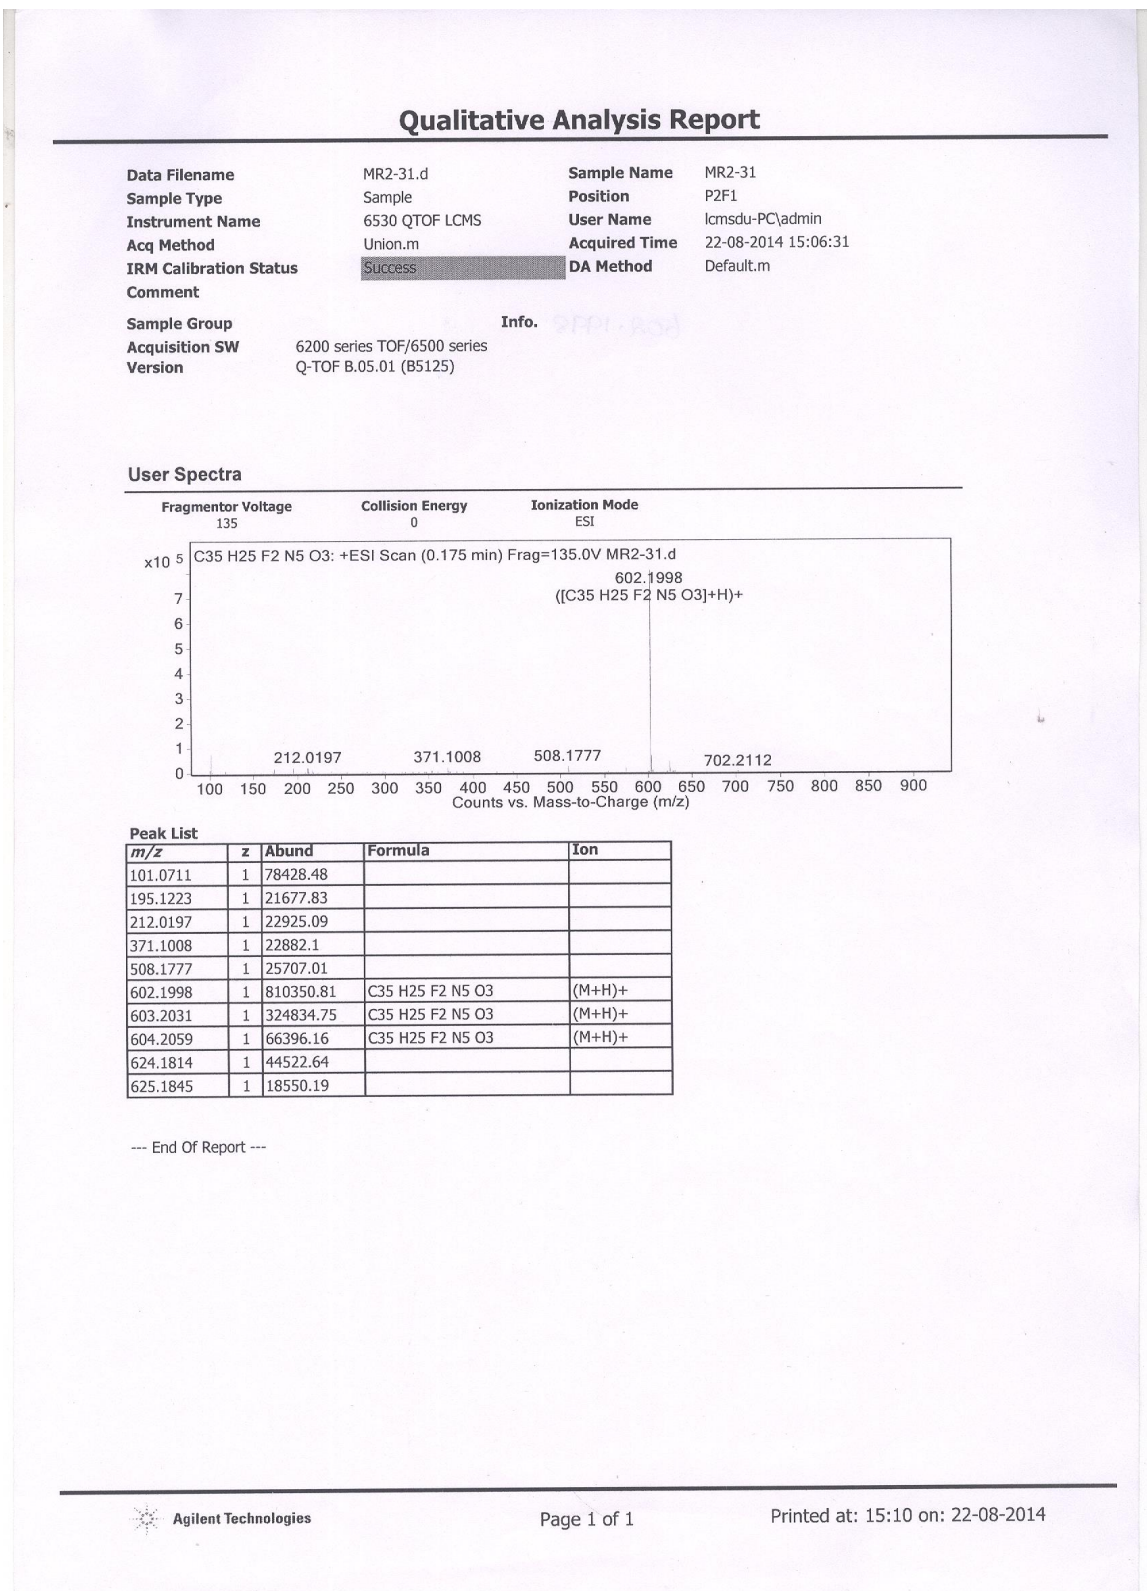 Qualitative Analysis Report
Data Filename MR2-31.d Sample Name MR2-31
Sample Type Sample Position P2F1
Instrument Name 6530 QTOF LCMS User Name lcmsdu-PC\admin
Acq Method Union.m Acquired Time 22-08-2014 15:06:31
IRM Calibration Status Success DA Method Default.m
Comment
Sample Group Info.
Acquisition SW 6200 series TOF/6500 series
Version Q-TOF B.05.01 (B5125)
User Spectra
Fragmentor Voltage Collision Energy Ionization Mode
135 0 ESI
x10 5 C35 H25 F2 N5 O3: +ESI Scan (0.175 min) Frag=135.0V MR2-31.d
602.1998
([C35 H25 F2 N5 O3]+H)+
7
6
5
4
3
2
1
212.0197 371.1008 508.1777 702.2112
0
100 150 200 250 300 350 400 450 500 550 600 650 700 750 800 850 900
Counts vs. Mass-to-Charge (m/z)
Peak List
m/z z Abund Formula Ion
101.0711 1 78428.48
195.1223 1 21677.83
212.0197 1 22925.09
371.1008 1 22882.1
508.1777 1 25707.01
602.1998 1 810350.81 C35 H25 F2 N5 O3 (M+H)+
603.2031 1 324834.75 C35 H25 F2 N5 O3 (M+H)+
604.2059 1 66396.16 C35 H25 F2 N5 O3 (M+H)+
624.1814 1 44522.64
625.1845 1 18550.19
--- End Of Report ---
Agilent Technologies Page 1 of 1 Printed at: 15:10 on: 22-08-2014